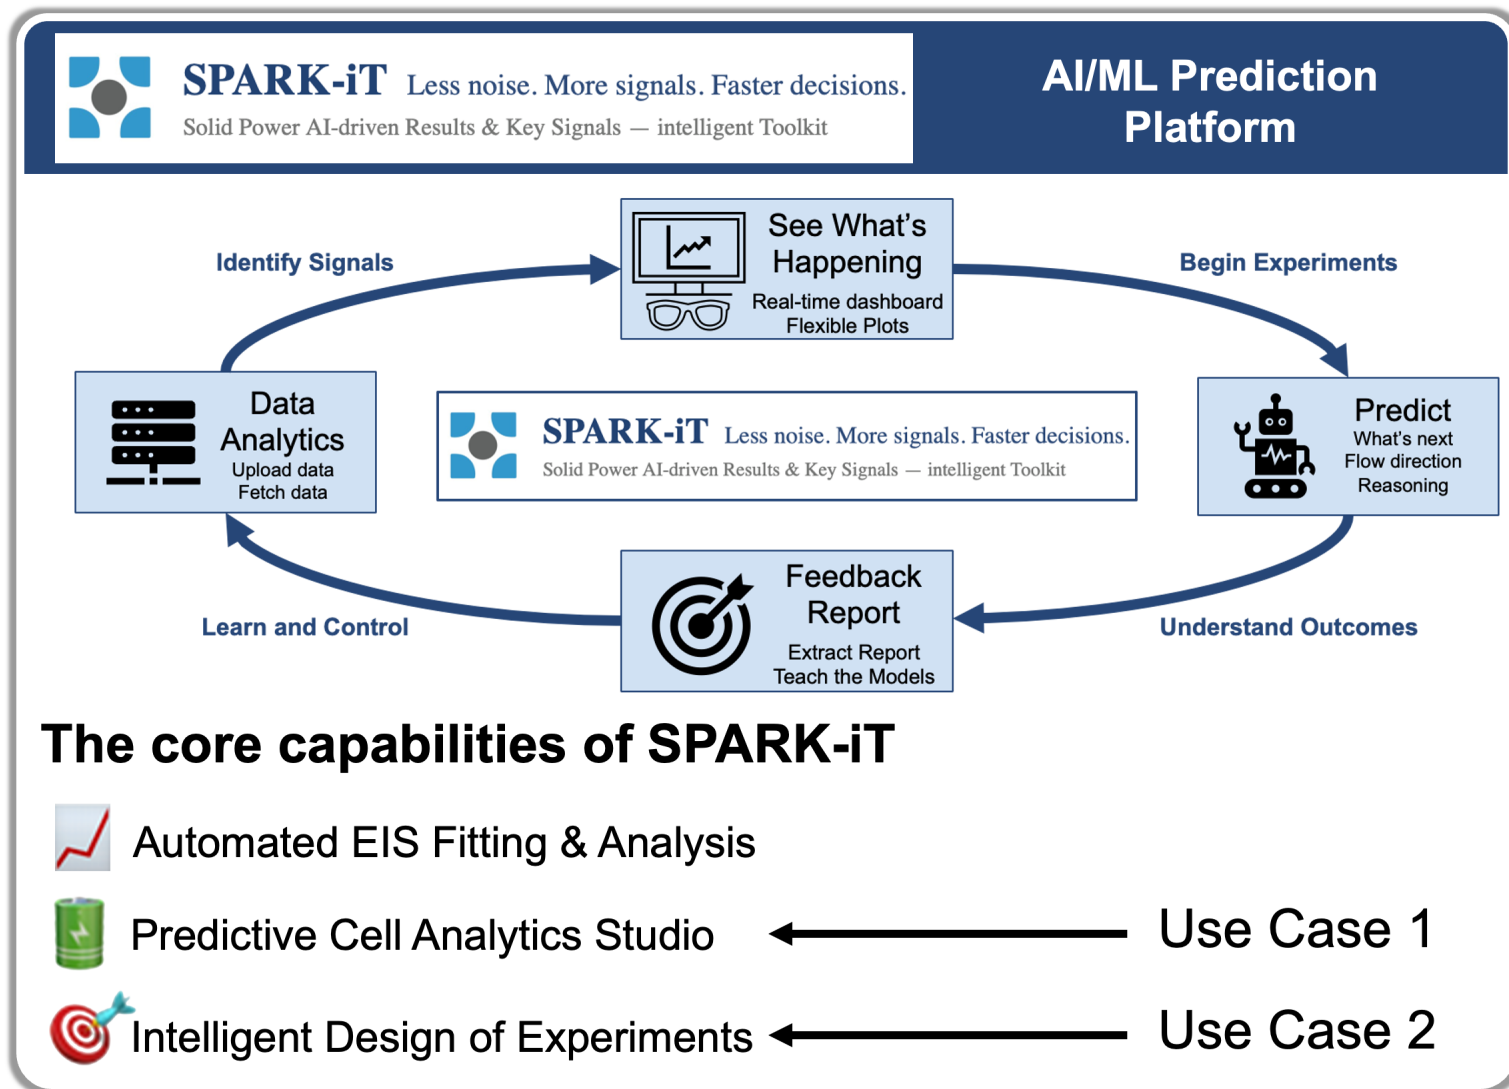 SPARK-iT Less noise. More signals. Faster decisions.
Solid Power AI-driven Results & Key Signals — intelligent Toolkit
AI/ML Prediction
Platform
See What's
Happening
Real-time dashboard
Flexible Plots
Identify Signals
Begin Experiments
Data
Analytics
Upload data
Fetch data
SPARK-iT Less noise. More signals. Faster decisions.
Solid Power AI-driven Results & Key Signals — intelligent Toolkit
Predict
What's next
Flow direction
Reasoning
Feedback
Report
Extract Report
Teach the Models
Learn and Control
Understand Outcomes
The core capabilities of SPARK-iT
Automated EIS Fitting & Analysis
Predictive Cell Analytics Studio
Use Case 1
Intelligent Design of Experiments
Use Case 2